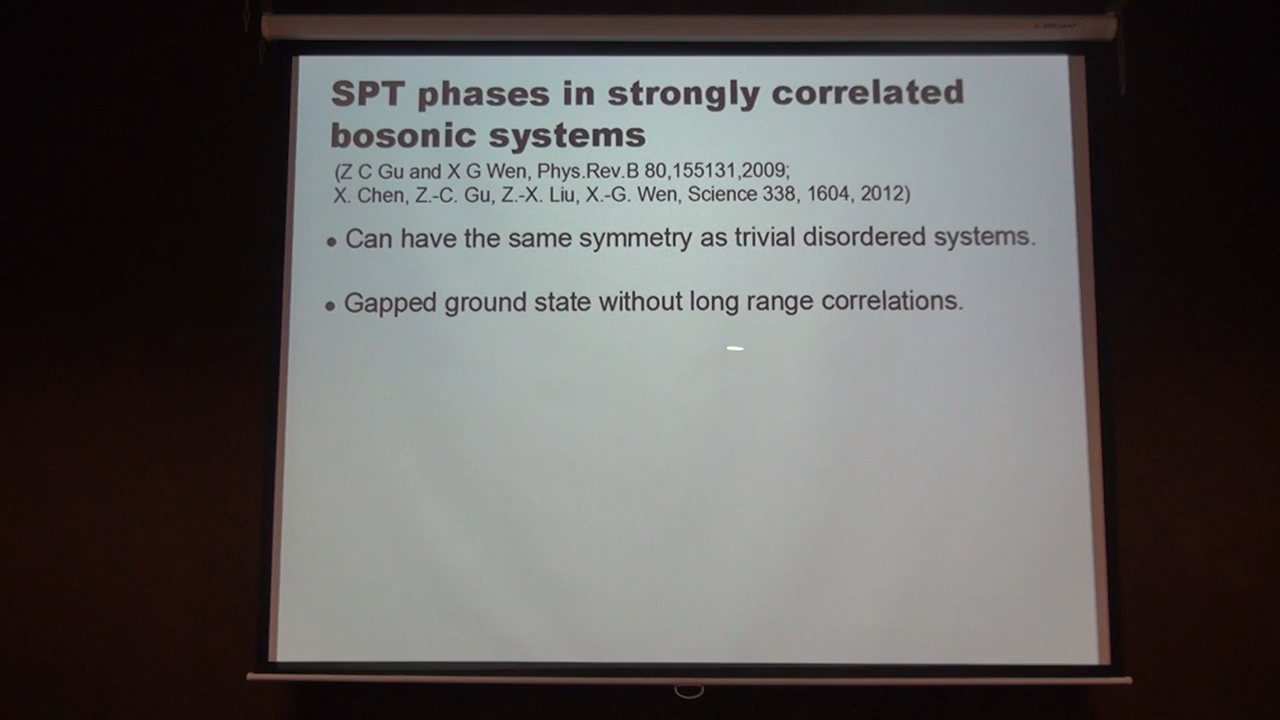 SPT phases in strongly correlated
bosonic systems
(Z C Gu and X G Wen, Phys.Rev.B 80,155131,2009;
X. Chen, Z.-C. Gu, Z.-X. Liu, X.-G. Wen, Science 338, 1604, 2012)
• Can have the same symmetry as trivial disordered systems.
• Gapped ground state without long range correlations.